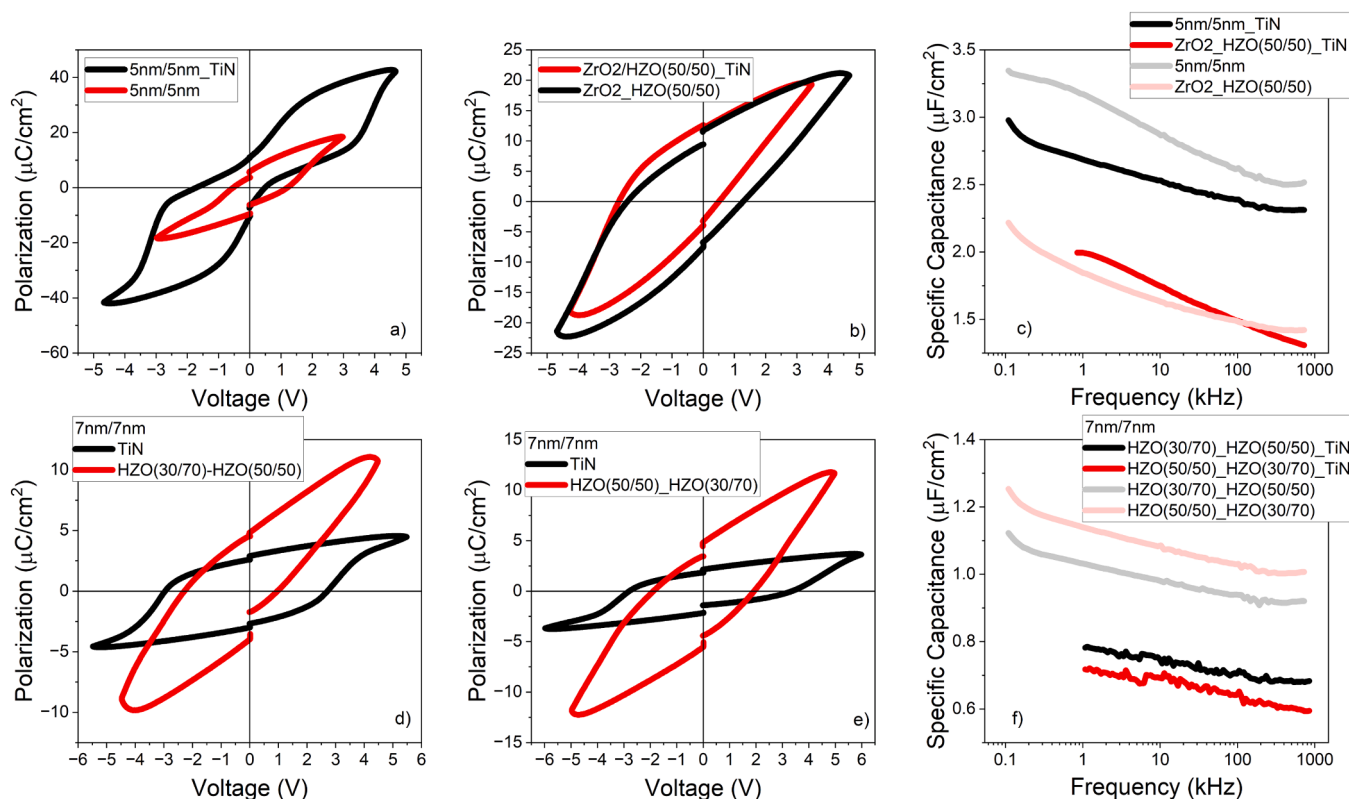 5nm/5nm_TiN
5nm/5nm
Polarization (μC/cm²)
40
20
0
−20
−40
−60
−5 −4 −3 −2 −1 0 1 2 3 4 5
Voltage (V)
a)
ZrO2/HZO(50/50)_TiN
ZrO2_HZO(50/50)
Polarization (μC/cm²)
25
20
15
10
5
0
−5
−10
−15
−20
−25
−5 −4 −3 −2 −1 0 1 2 3 4 5
Voltage (V)
b)
5nm/5nm_TiN
ZrO2_HZO(50/50)_TiN
5nm/5nm
ZrO2_HZO(50/50)
Specific Capacitance (μF/cm²)
3.5
3.0
2.5
2.0
1.5
0.1 1 10 100 1000
Frequency (kHz)
c)
7nm/7nm
TiN
HZO(30/70)-HZO(50/50)
Polarization (μC/cm²)
10
5
0
−5
−10
−6 −5 −4 −3 −2 −1 0 1 2 3 4 5 6
Voltage (V)
d)
7nm/7nm
TiN
HZO(50/50)_HZO(30/70)
Polarization (μC/cm²)
15
10
5
0
−5
−10
−15
−6 −5 −4 −3 −2 −1 0 1 2 3 4 5 6
Voltage (V)
e)
7nm/7nm
HZO(30/70)_HZO(50/50)_TiN
HZO(50/50)_HZO(30/70)_TiN
HZO(30/70)_HZO(50/50)
HZO(50/50)_HZO(30/70)
Specific Capacitance (μF/cm²)
1.4
1.2
1.0
0.8
0.6
0.1 1 10 100 1000
Frequency (kHz)
f)